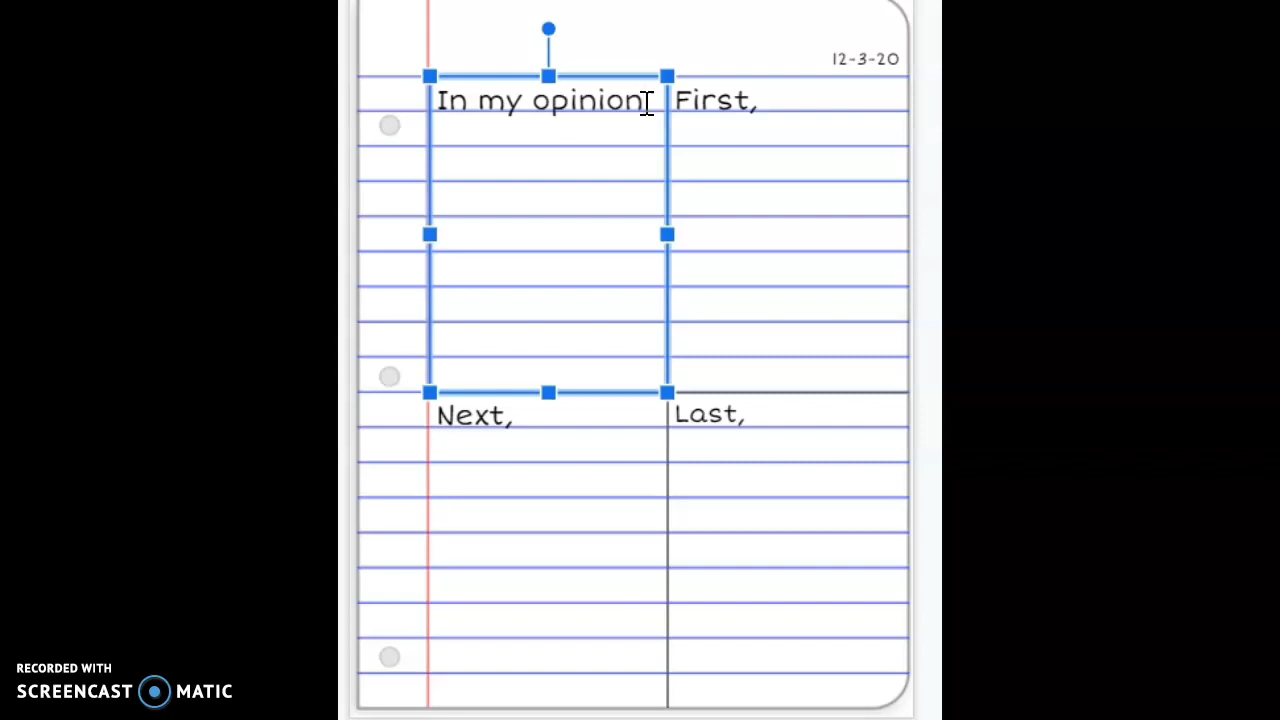 12-3-20
In my opinion
First,
Next,
Last,
RECORDED WITH
SCREENCAST MATIC